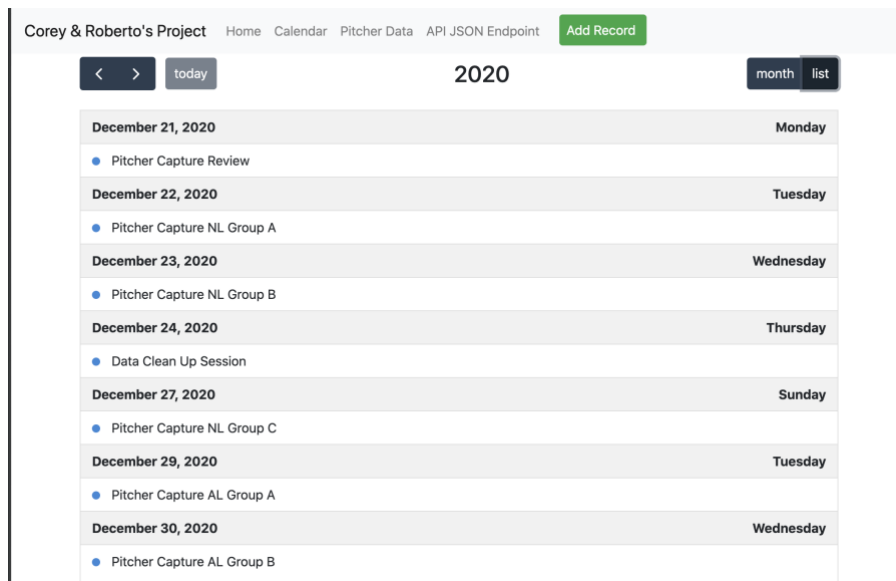 Corey & Roberto's Project Home Calendar Pitcher Data API JSON Endpoint Add Record
today 2020 month list
December 21, 2020 Monday
Pitcher Capture Review
December 22, 2020 Tuesday
Pitcher Capture NL Group A
December 23, 2020 Wednesday
Pitcher Capture NL Group B
December 24, 2020 Thursday
Data Clean Up Session
December 27, 2020 Sunday
Pitcher Capture NL Group C
December 29, 2020 Tuesday
Pitcher Capture AL Group A
December 30, 2020 Wednesday
Pitcher Capture AL Group B